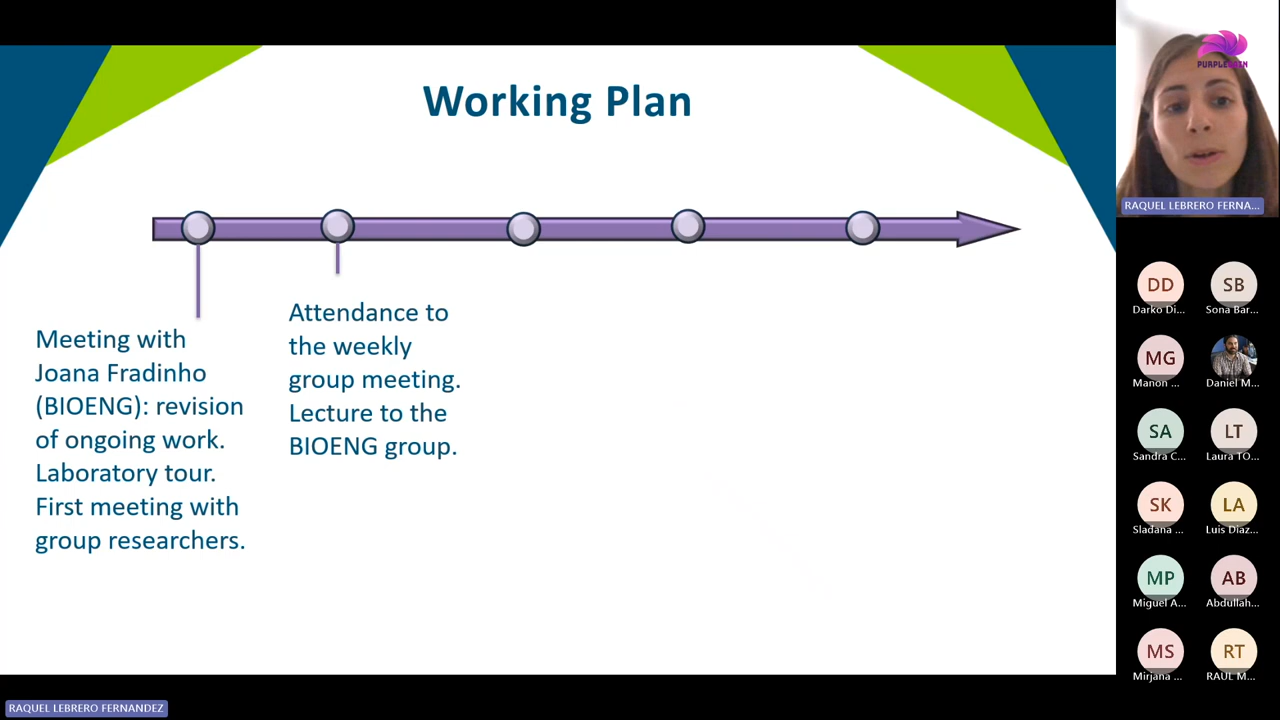 Working Plan
Meeting with
Joana Fradinho
(BIOENG): revision
of ongoing work.
Laboratory tour.
First meeting with
group researchers.
Attendance to
the weekly
group meeting.
Lecture to the
BIOENG group.
PURPLEGAIN
RAQUEL LEBRERO FERNA...
DD
Darko Di...
SB
Sona Bar...
MG
Manon ...
Daniel M...
SA
Sandra C...
LT
Laura TO...
SK
Sladana ...
LA
Luis Díaz...
MP
Miguel A...
AB
Abdullah...
MS
Mirjana ...
RT
RAUL M...
RAQUEL LEBRERO FERNANDEZ